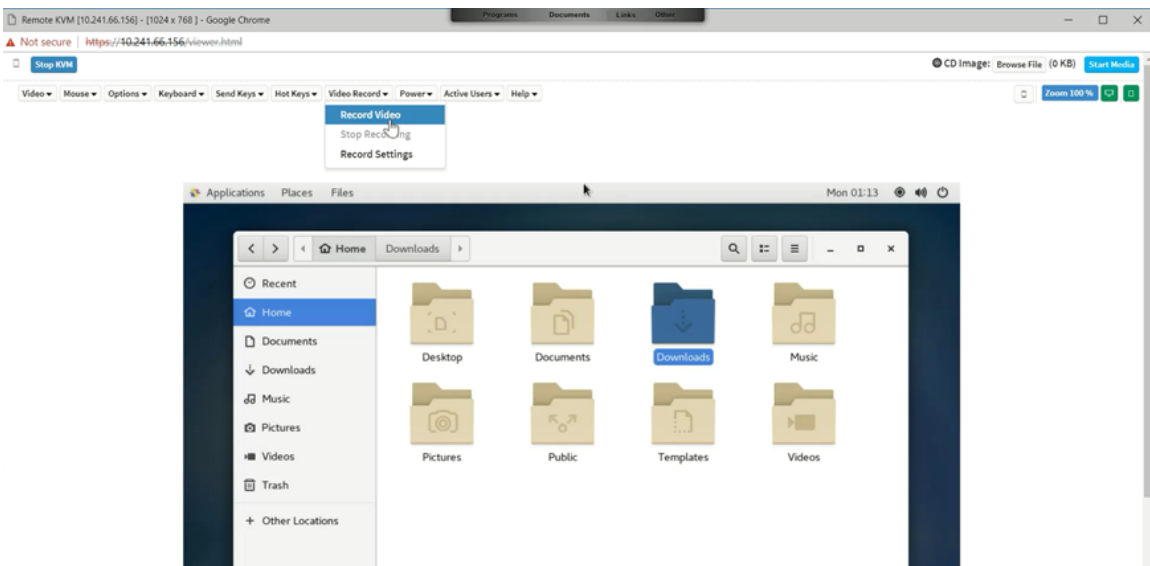 Remote KVM [10.241.66.156] - [1024 x 768 ] - Google Chrome
Programs Documents Links Other
Not secure https://10.241.66.156/viewer.html
Stop KVM CD Image: Browse File (0 KB) Start Media
Video Mouse Options Keyboard Send Keys Hot Keys Video Record Power Active Users Help Zoom 100 %
Record Video
Stop Recording
Record Settings
Applications Places Files Mon 01:13
Home Downloads
Recent
Home
Documents
Downloads
Music
Pictures
Videos
Trash
+ Other Locations
Desktop Documents Downloads Music
Pictures Public Templates Videos